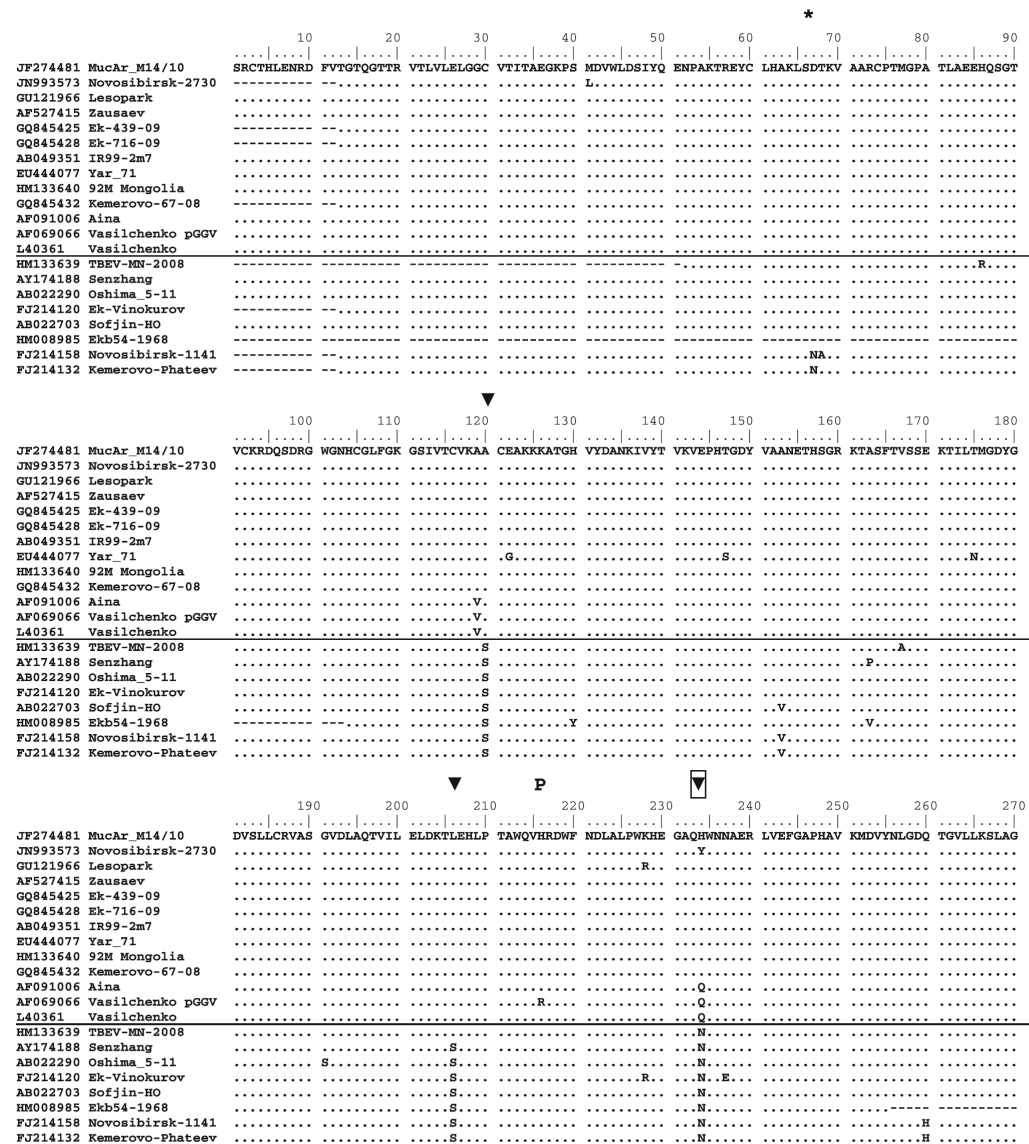 *
10 20 30 40 50 60 70 80 90
JF274481 MucAr_M14/10 SRCTHLENRD FVTGTQGTTR VTLVLELGGC VTITAEGKPS MDVWLDSIYQ ENPAKTREYC LHAKLSDTKV AARCPTMGPA TLAEEHQSGT
JN993573 Novosibirsk-2730 ---------- --........ .......... .......... L......... .......... .......... .......... ..........
GU121966 Lesopark .......... .......... .......... .......... .......... .......... .......... .......... ..........
AF527415 Zausaev .......... .......... .......... .......... .......... .......... .......... .......... ..........
GQ845425 Ek-439-09 ---------- --........ .......... .......... .......... .......... .......... .......... ..........
GQ845428 Ek-716-09 ---------- --........ .......... .......... .......... .......... .......... .......... ..........
AB049351 IR99-2m7 .......... .......... .......... .......... .......... .......... .......... .......... ..........
EU444077 Yar_71 .......... .......... .......... .......... .......... .......... .......... .......... ..........
HM133640 92M Mongolia .......... .......... .......... .......... .......... .......... .......... .......... ..........
GQ845432 Kemerovo-67-08 ---------- --........ .......... .......... .......... .......... .......... .......... ..........
AF091006 Aina .......... .......... .......... .......... .......... .......... .......... .......... ..........
AF069066 Vasilchenko pGGV .......... .......... .......... .......... .......... .......... .......... .......... ..........
L40361 Vasilchenko .......... .......... .......... .......... .......... .......... .......... .......... ..........
HM133639 TBEV-MN-2008 ---------- ---------- ---------- ---------- ---------- -......... .......... .......... .....R....
AY174188 Senzhang .......... .......... .......... .......... .......... .......... .......... .......... ..........
AB022290 Oshima_5-11 .......... .......... .......... .......... .......... .......... .......... .......... ..........
FJ214120 Ek-Vinokurov ---------- --........ .......... .......... .......... .......... .......... .......... ..........
AB022703 Sofjin-HO .......... .......... .......... .......... .......... .......... .......... .......... ..........
HM008985 Ekb54-1968 ---------- ---------- ---------- ---------- ---------- ---------- ---------- ---------- ----------
FJ214158 Novosibirsk-1141 ---------- --........ .......... .......... .......... .......... ......NA.. .......... ..........
FJ214132 Kemerovo-Phateev ---------- --........ .......... .......... .......... .......... ......N... .......... ..........
▼
100 110 120 130 140 150 160 170 180
JF274481 MucAr_M14/10 VCKRDQSDRG WGNHCGLFGK GSIVTCVKAA CEAKKKATGH VYDANKIVYT VKVEPHTGDY VAANETHSGR KTASFTVSSE KTILTMGDYG
JN993573 Novosibirsk-2730 .......... .......... .......... .......... .......... .......... .......... .......... ..........
GU121966 Lesopark .......... .......... .......... .......... .......... .......... .......... .......... ..........
AF527415 Zausaev .......... .......... .......... .......... .......... .......... .......... .......... ..........
GQ845425 Ek-439-09 .......... .......... .......... .......... .......... .......... .......... .......... ..........
GQ845428 Ek-716-09 .......... .......... .......... .......... .......... .......... .......... .......... ..........
AB049351 IR99-2m7 .......... .......... .......... .......... .......... .......... .......... .......... ..........
EU444077 Yar_71 .......... .......... .......... .G........ .......... ......S... .......... .......... ....N.....
HM133640 92M Mongolia .......... .......... .......... .......... .......... .......... .......... .......... ..........
GQ845432 Kemerovo-67-08 .......... .......... .......... .......... .......... .......... .......... .......... ..........
AF091006 Aina .......... .......... ........V. .......... .......... .......... .......... .......... ..........
AF069066 Vasilchenko pGGV .......... .......... ........V. .......... .......... .......... .......... .......... ..........
L40361 Vasilchenko .......... .......... ........V. .......... .......... .......... .......... .......... ..........
HM133639 TBEV-MN-2008 .......... .......... .........S .......... .......... .......... .......... ......A... ..........
AY174188 Senzhang .......... .......... .........S .......... .......... .......... .......... ..P....... ..........
AB022290 Oshima_5-11 .......... .......... .........S .......... .......... .......... .......... .......... ..........
FJ214120 Ek-Vinokurov .......... .......... .........S .......... .......... .......... .......... .......... ..........
AB022703 Sofjin-HO .......... .......... .........S .......... .......... .......... ..V....... .......... ..........
HM008985 Ekb54-1968 ---------- ---....... .........S .........Y .......... .......... .......... ..V....... ..........
FJ214158 Novosibirsk-1141 .......... .......... .........S .......... .......... .......... ..V....... .......... ..........
FJ214132 Kemerovo-Phateev .......... .......... .........S .......... .......... .......... ..V....... .......... ..........
▼ P ▼
190 200 210 220 230 240 250 260 270
JF274481 MucAr_M14/10 DVSLLCRVAS GVDLAQTVIL ELDKTLEHLP TAWQVHRDWF NDLALPWKHE GAQHWNNAER LVEFGAPHAV KMDVYNLGDQ TGVLLKSLAG
JN993573 Novosibirsk-2730 .......... .......... .......... .......... .......... ...Y...... .......... .......... ..........
GU121966 Lesopark .......... .......... .......... .......... .......R.. .......... .......... .......... ..........
AF527415 Zausaev .......... .......... .......... .......... .......... .......... .......... .......... ..........
GQ845425 Ek-439-09 .......... .......... .......... .......... .......... .......... .......... .......... ..........
GQ845428 Ek-716-09 .......... .......... .......... .......... .......... .......... .......... .......... ..........
AB049351 IR99-2m7 .......... .......... .......... .......... .......... .......... .......... .......... ..........
EU444077 Yar_71 .......... .......... .......... .......... .......... .......... .......... .......... ..........
HM133640 92M Mongolia .......... .......... .......... .......... .......... .......... .......... .......... ..........
GQ845432 Kemerovo-67-08 .......... .......... .......... .......... .......... .......... .......... .......... ..........
AF091006 Aina .......... .......... .......... .......... .......... ...Q...... .......... .......... ..........
AF069066 Vasilchenko pGGV .......... .......... .......... .....R.... .......... ...Q...... .......... .......... ..........
L40361 Vasilchenko .......... .......... .......... .......... .......... ...Q...... .......... .......... ..........
HM133639 TBEV-MN-2008 .......... .......... .......... .......... .......... ...N...... .......... .......... ..........
AY174188 Senzhang .......... .......... .....S.... .......... .......... ...N...... .......... .......... ..........
AB022290 Oshima_5-11 .......... S......... .....S.... .......... .......... ...N...... .......... .......... ..........
FJ214120 Ek-Vinokurov .......... .......... .....S.... .......... .......R.. ...N..E... .......... .......... ..........
AB022703 Sofjin-HO .......... .......... .....S.... .......... .......... ...N...... .......... .......... ..........
HM008985 Ekb54-1968 .......... .......... .....S.... .......... .......... ...N...... .......... .....----- ----------
FJ214158 Novosibirsk-1141 .......... .......... .....S.... .......... .......... ...N...... .......... .........H ..........
FJ214132 Kemerovo-Phateev .......... .......... .....S.... .......... .......... ...N...... .......... .........H ..........